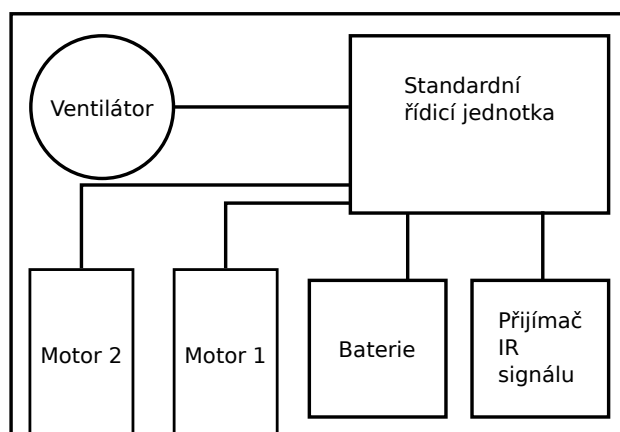 Ventilátor
Standardní
řídicí jednotka
Motor 2
Motor 1
Baterie
Přijímač
IR
signálu